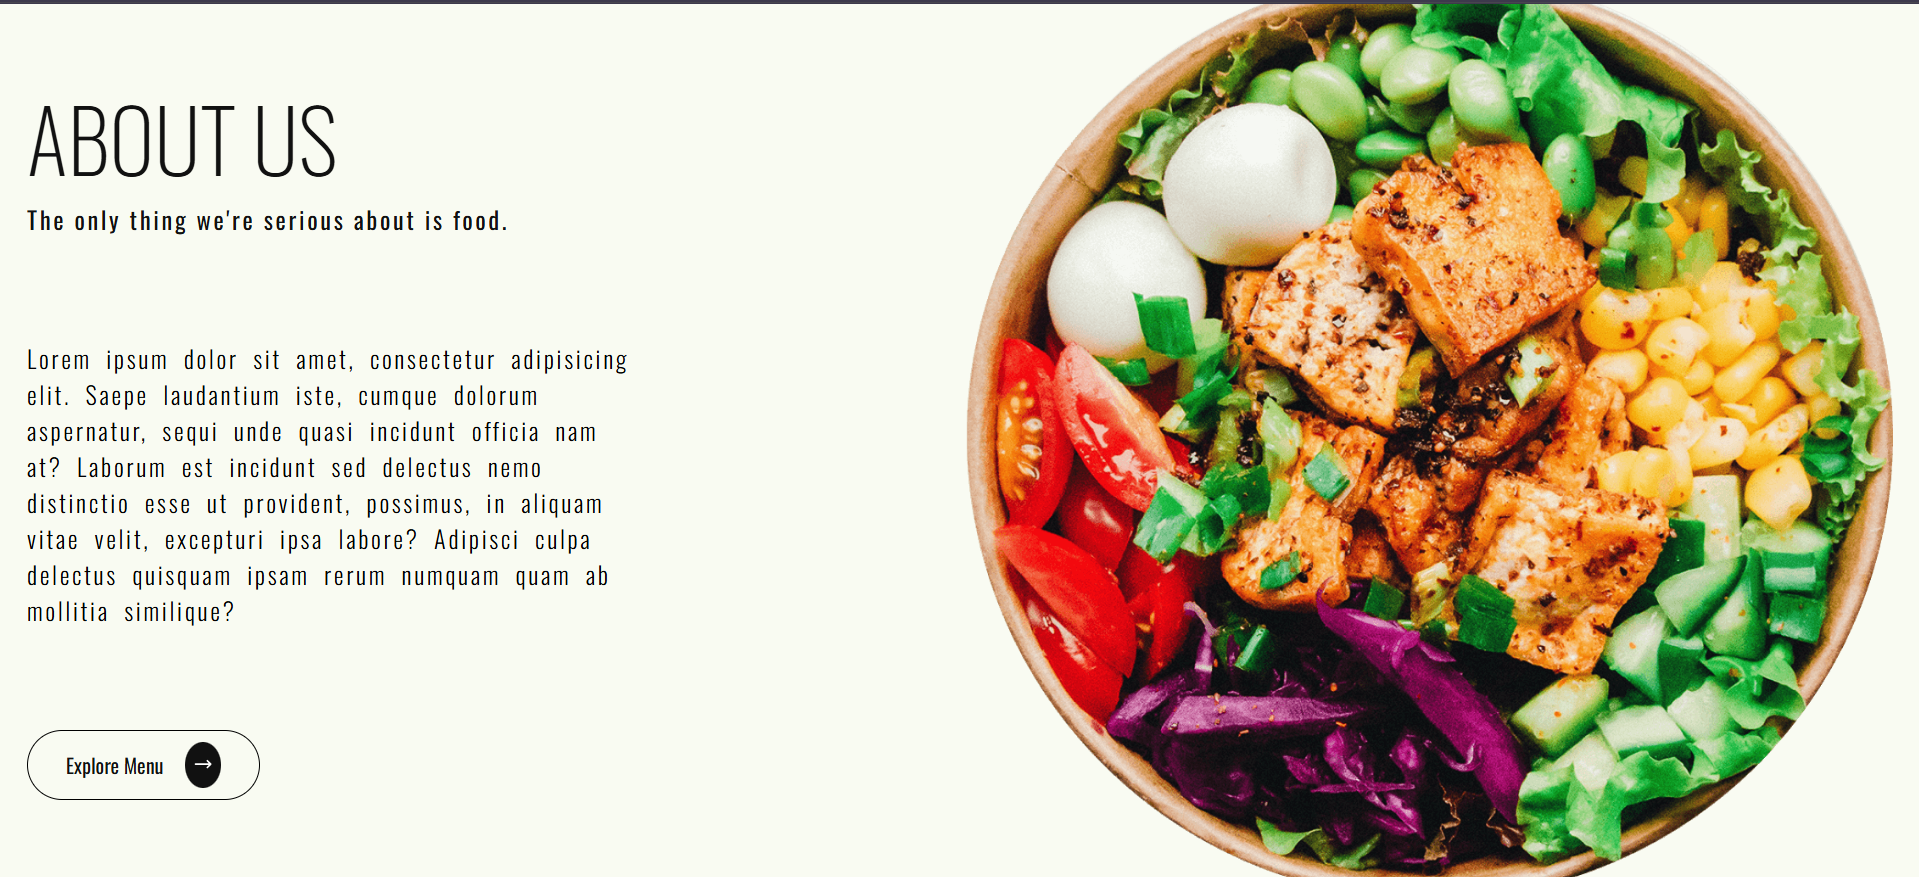 ABOUT US
The only thing we're serious about is food.
Lorem ipsum dolor sit amet, consectetur adipisicing
elit. Saepe laudantium iste, cumque dolorum
aspernatur, sequi unde quasi incidunt officia nam
at? Laborum est incidunt sed delectus nemo
distinctio esse ut provident, possimus, in aliquam
vitae velit, excepturi ipsa labore? Adipisci culpa
delectus quisquam ipsam rerum numquam quam ab
mollitia similique?
Explore Menu →